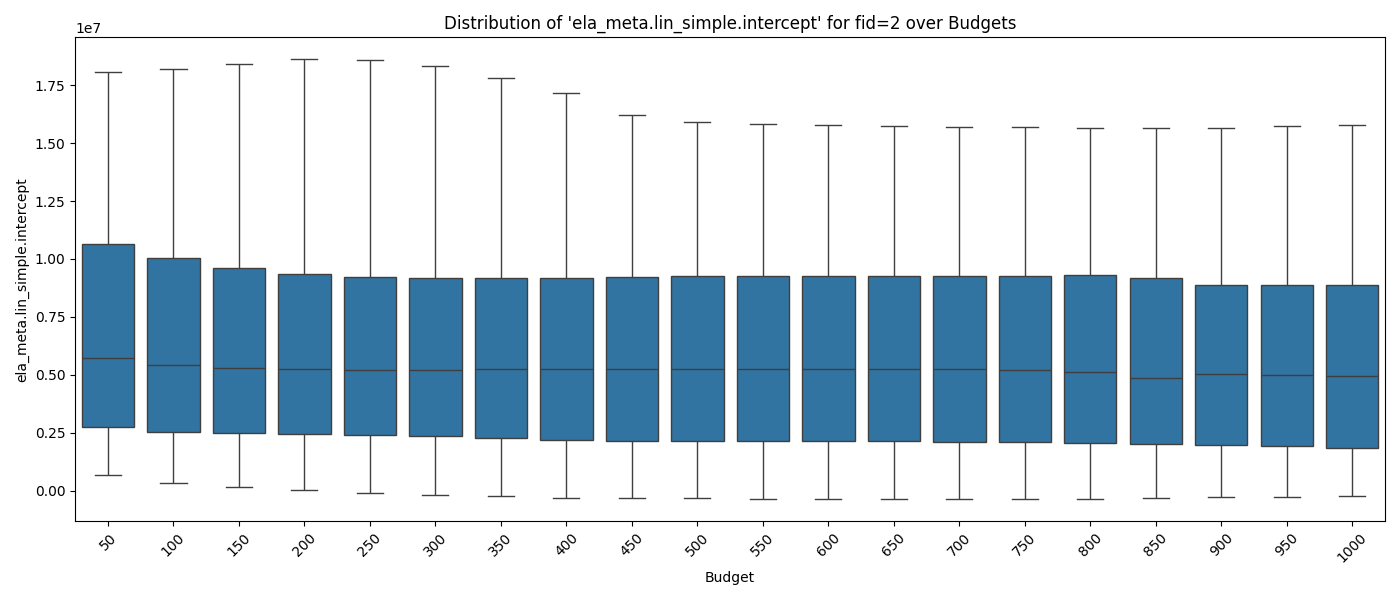 Distribution of 'ela_meta.lin_simple.intercept' for fid=2 over Budgets
1e7
1.75
1.50
1.25
1.00
0.75
0.50
0.25
0.00
ela_meta.lin_simple.intercept
50 100 150 200 250 300 350 400 450 500 550 600 650 700 750 800 850 900 950 1000
Budget